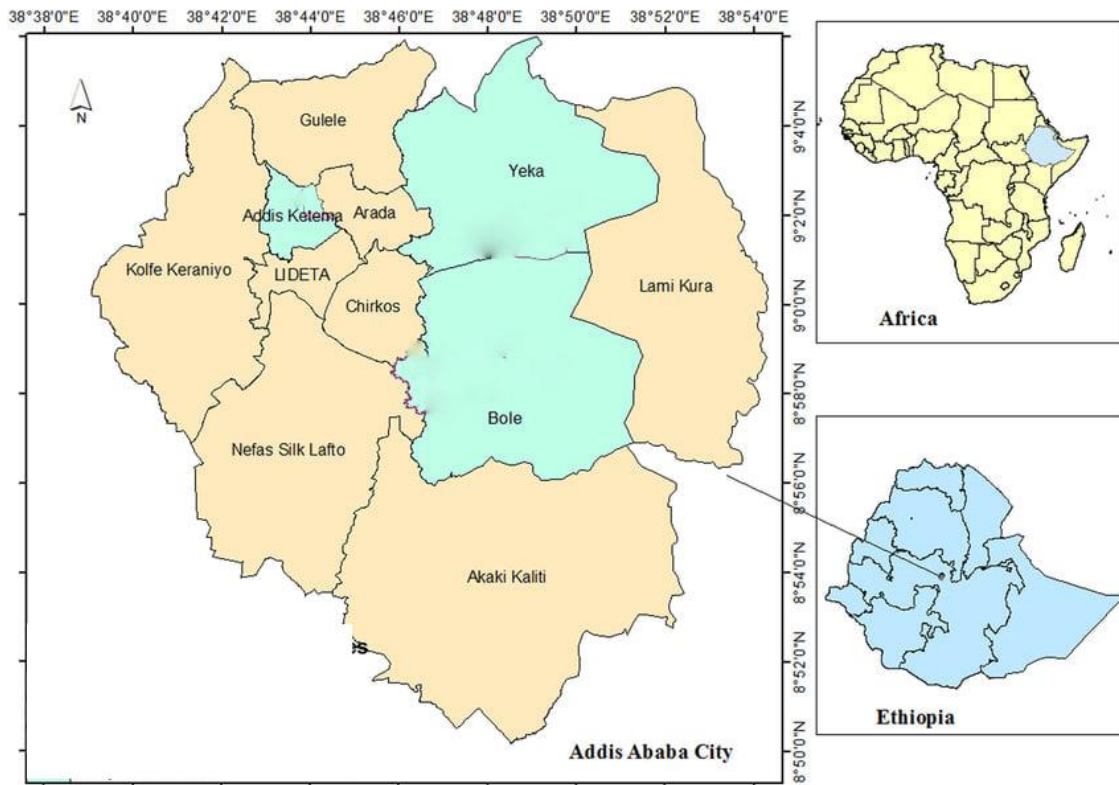 38°38'0"E 38°40'0"E 38°42'0"E 38°44'0"E 38°46'0"E 38°48'0"E 38°50'0"E 38°52'0"E 38°54'0"E
N
Gulele
Yeka
Addis Ketema
Arada
Kolfe Keraniyo
LIDETA
Chirkos
Lami Kura
Bole
Nefas Silk Lafto
Akaki Kaliti
es
Addis Ababa City
9°4'0"N
9°2'0"N
9°0'0"N
8°58'0"N
8°56'0"N
8°54'0"N
8°52'0"N
8°50'0"N
Africa
Ethiopia